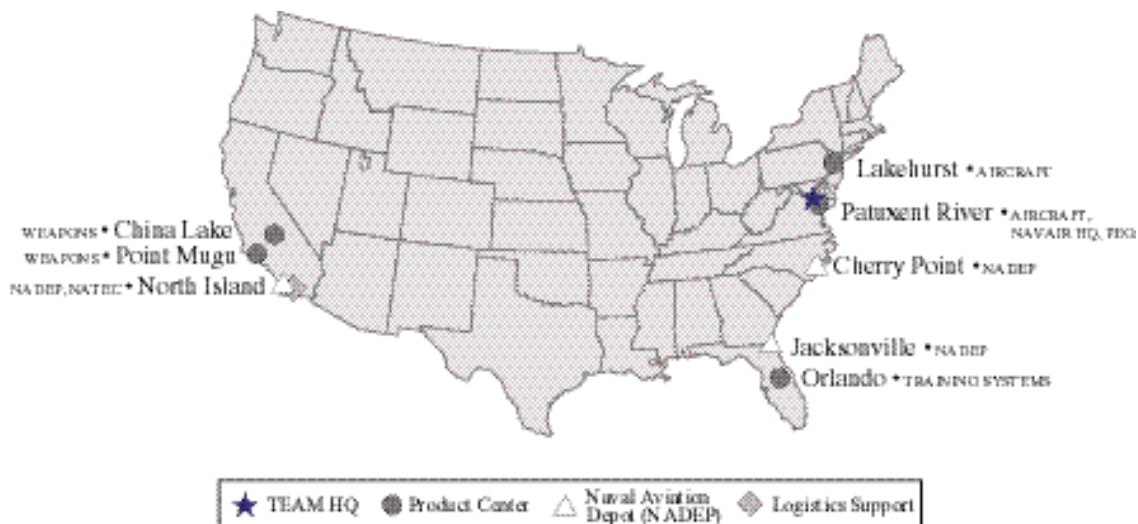 Lakehurst • AIRCRAFT
Patuxent River • AIRCRAFT,
NAVAIR HQ,
WEAPONS • China Lake
WEAPONS • Point Mugu
Cherry Point • NADEP
NADEP, NATEC • North Island
Jacksonville • NADEP
Orlando • TRAINING SYSTEMS
TEAM HQ
Product Center
Naval Aviation
Depot (NADEP)
Logistics Support